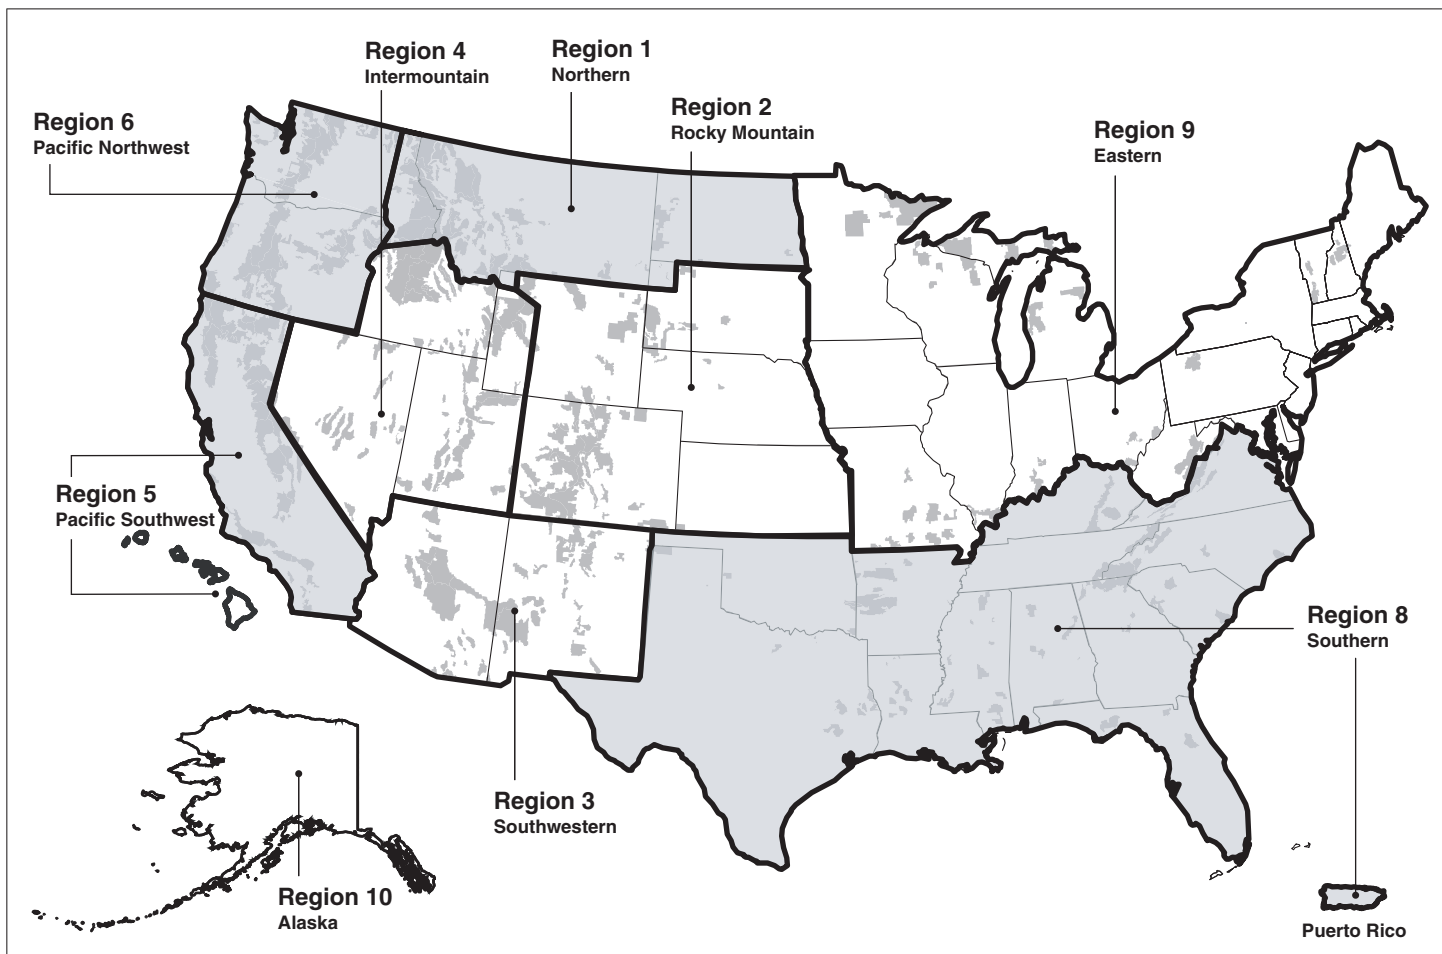 Region 4
Intermountain
Region 1
Northern
Region 2
Rocky Mountain
Region 6
Pacific Northwest
Region 9
Eastern
Region 5
Pacific Southwest
Region 8
Southern
Region 3
Southwestern
Region 10
Alaska
Puerto Rico